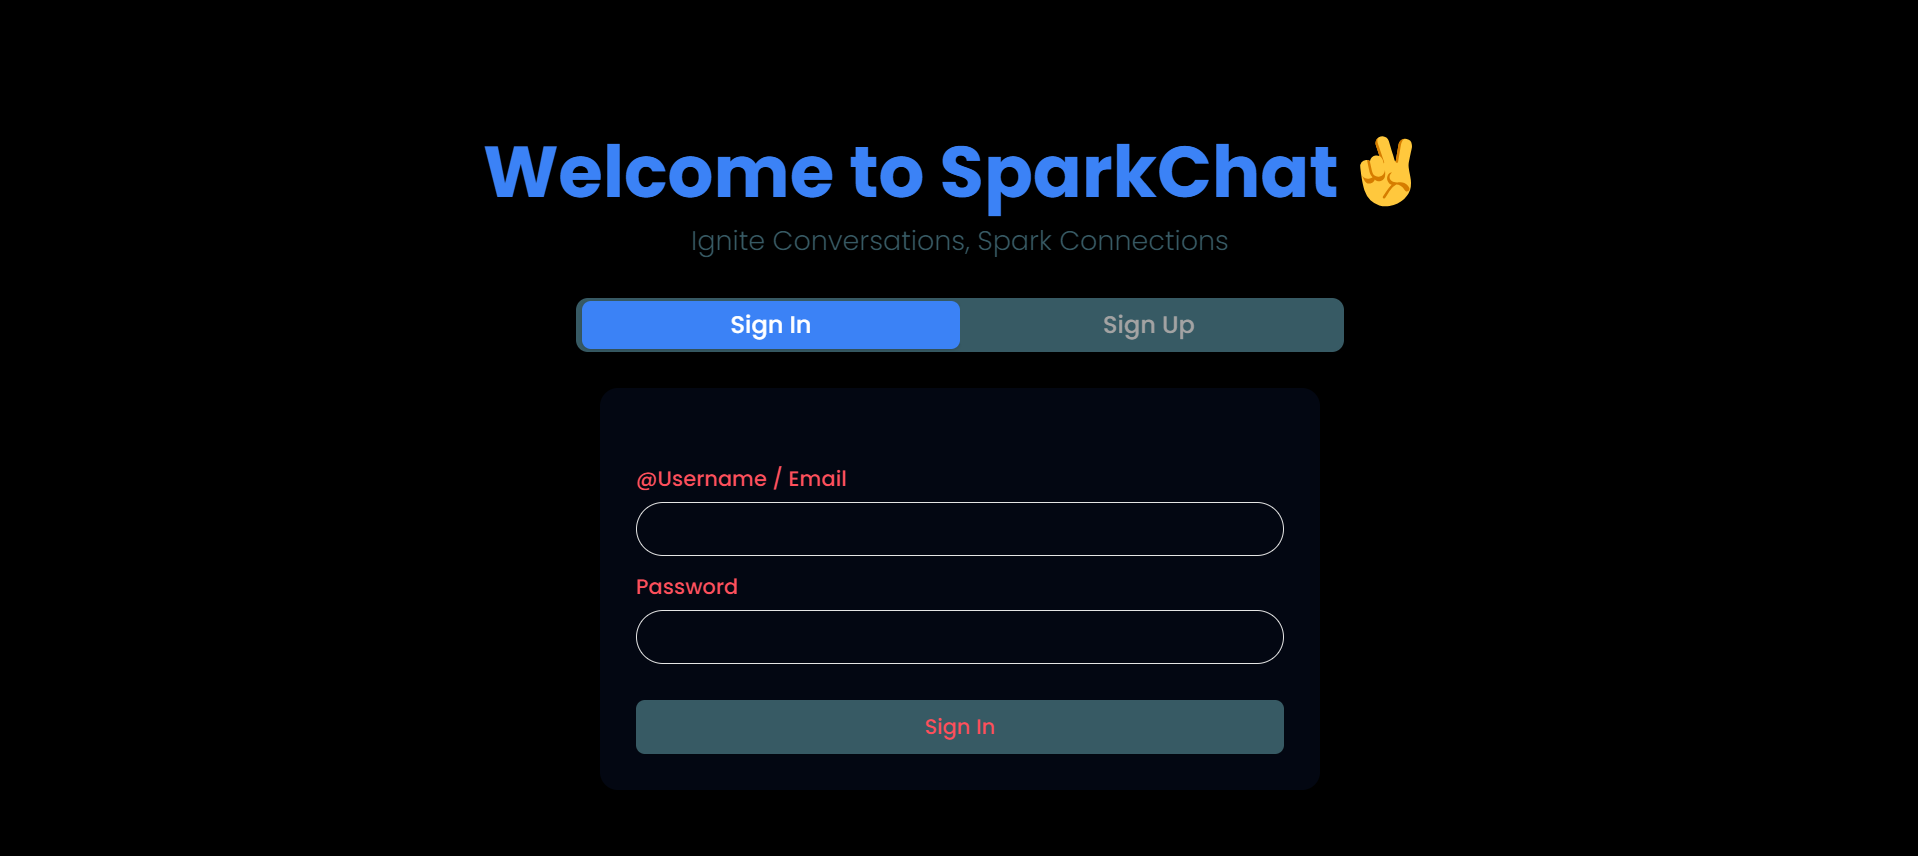 Welcome to SparkChat ✌
Ignite Conversations, Spark Connections
Sign In
Sign Up
@Username / Email
Password
Sign In